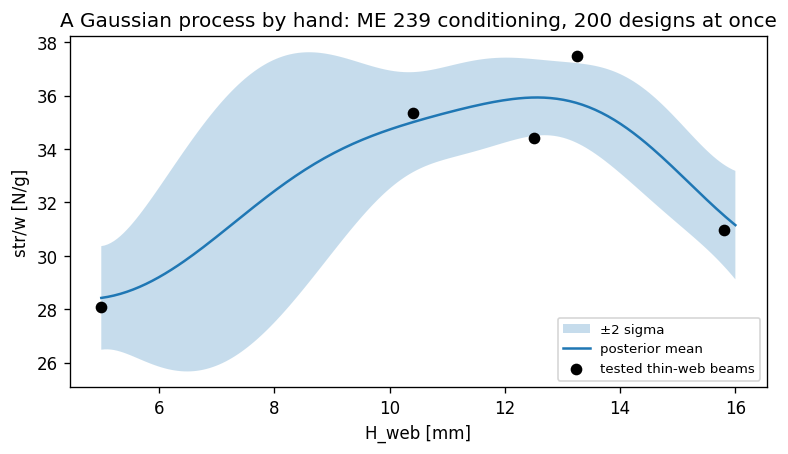 A Gaussian process by hand: ME 239 conditioning, 200 designs at once
str/w [N/g]
38
36
34
32
30
28
26
±2 sigma
posterior mean
tested thin-web beams
6
8
10
12
14
16
H_web [mm]